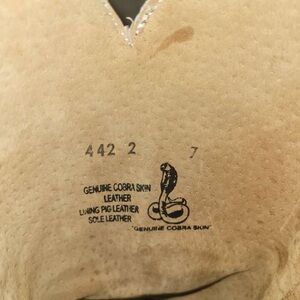 442 2 7
GENUINE COBRA SKIN
LEATHER
LINING PIG LEATHER
SOLE LEATHER
"GENUINE COBRA SKIN"